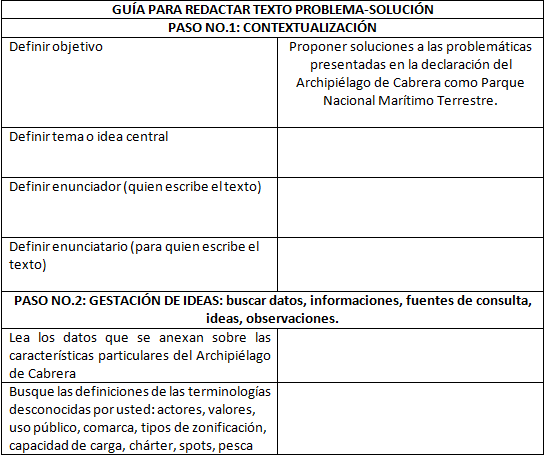 GUÍA PARA REDACTAR TEXTO PROBLEMA-SOLUCIÓN
PASO NO.1: CONTEXTUALIZACIÓN
Definir objetivo
Proponer soluciones a las problemáticas
presentadas en la declaración del
Archipiélago de Cabrera como Parque
Nacional Marítimo Terrestre.
Definir tema o idea central
Definir enunciador (quien escribe el texto)
Definir enunciatario (para quien escribe el
texto)
PASO NO.2: GESTACIÓN DE IDEAS: buscar datos, informaciones, fuentes de consulta,
ideas, observaciones.
Lea los datos que se anexan sobre las
características particulares del Archipiélago
de Cabrera
Busque las definiciones de las terminologías
desconocidas por usted: actores, valores,
uso público, comarca, tipos de zonificación,
capacidad de carga, chárter, spots, pesca